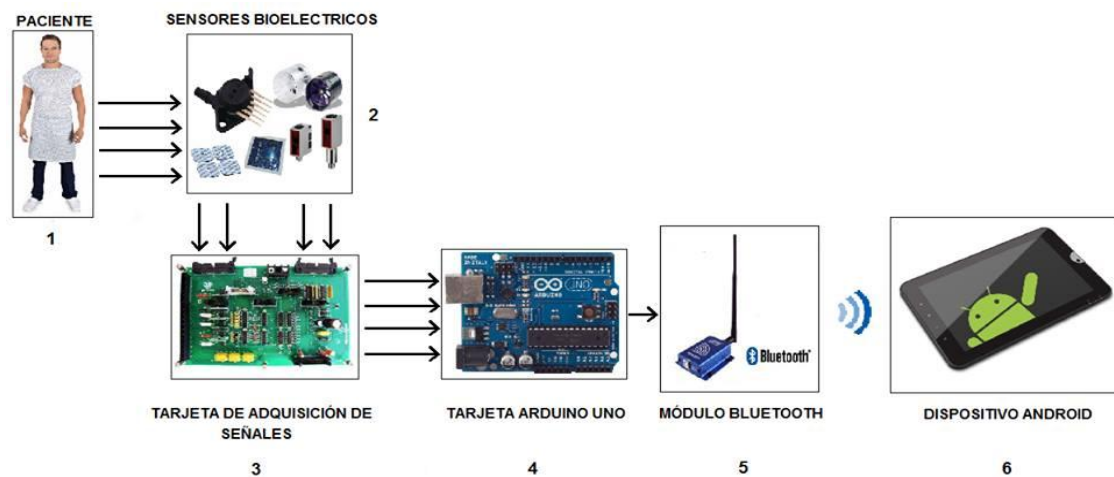 PACIENTE
SENSORES BIOELECTRICOS
2
1
ARDUINO
UNO
Bluetooth
TARJETA DE ADQUISICIÓN DE
SEÑALES
TARJETA ARDUINO UNO
MÓDULO BLUETOOTH
DISPOSITIVO ANDROID
3
4
5
6